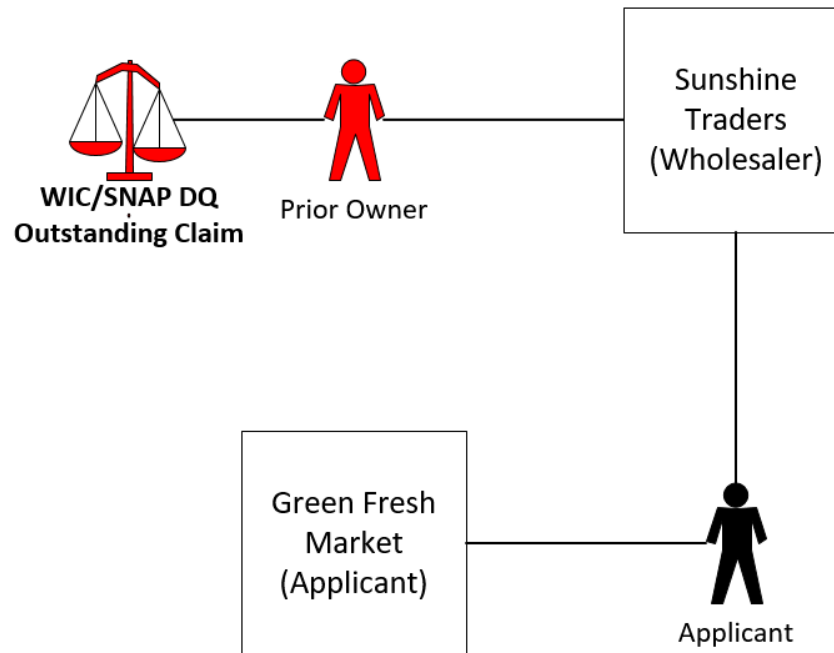 Sunshine
Traders
(Wholesaler)
WIC/SNAP DQ
Outstanding Claim
Prior Owner
Green Fresh
Market
(Applicant)
Applicant